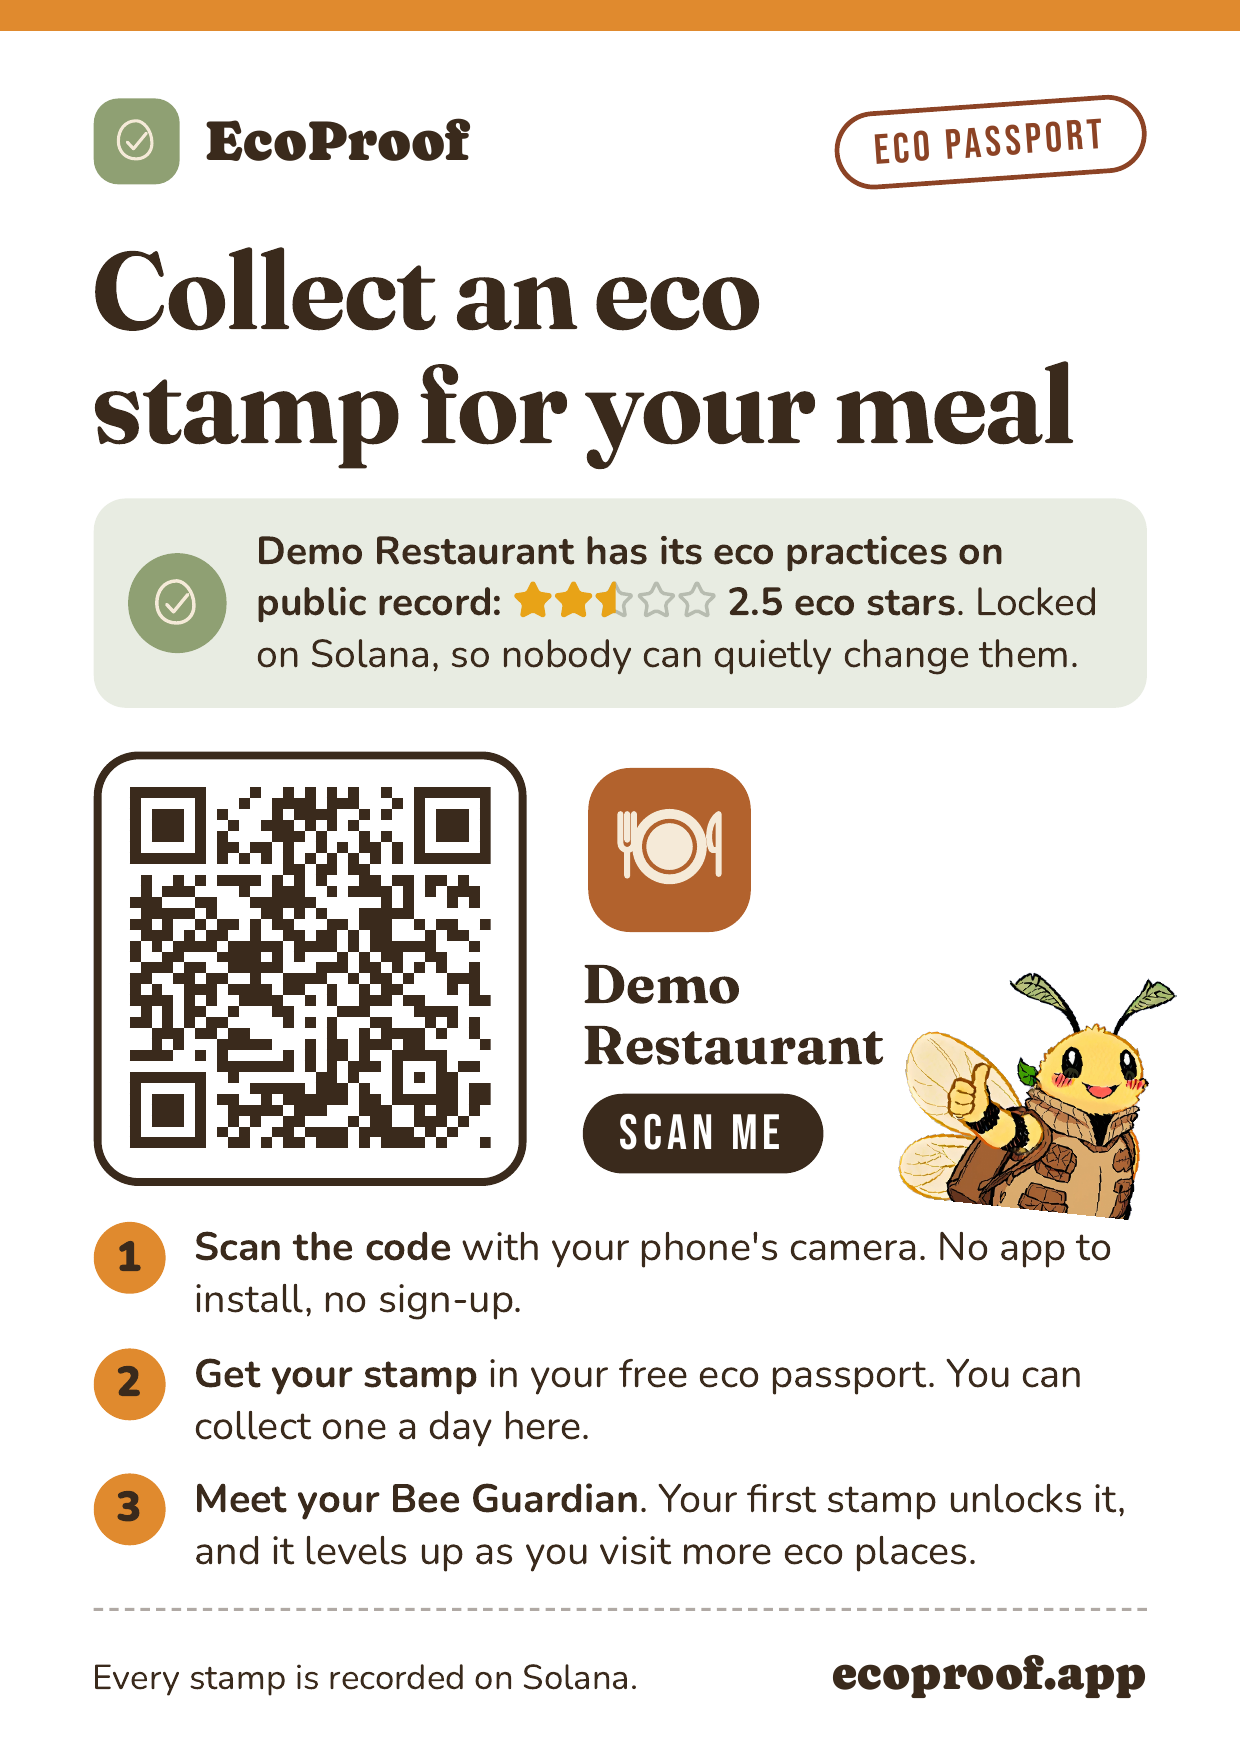 EcoProof
ECO PASSPORT
Collect an eco
stamp for your meal
Demo Restaurant has its eco practices on
public record: 2.5 eco stars. Locked
on Solana, so nobody can quietly change them.
Demo
Restaurant
SCAN ME
1 Scan the code with your phone's camera. No app to
install, no sign-up.
2 Get your stamp in your free eco passport. You can
collect one a day here.
3 Meet your Bee Guardian. Your first stamp unlocks it,
and it levels up as you visit more eco places.
Every stamp is recorded on Solana.
ecoproof.app